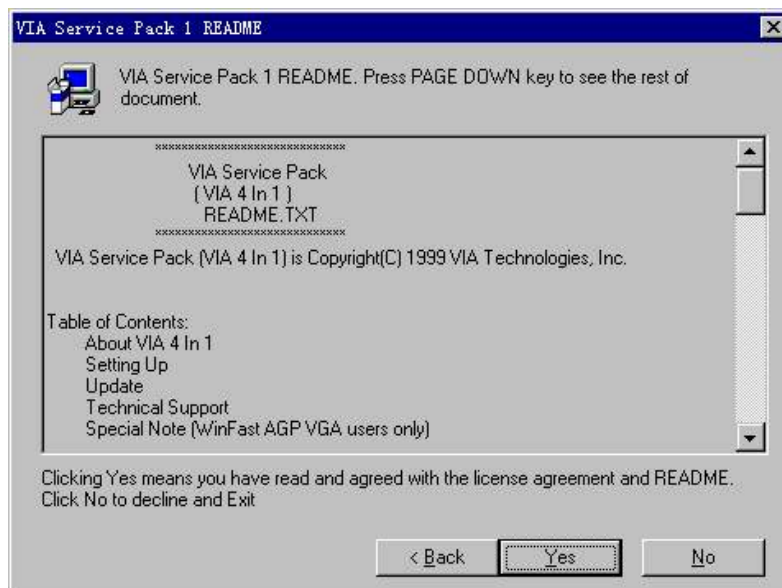 VIA Service Pack 1 README
VIA Service Pack 1 README. Press PAGE DOWN key to see the rest of
document.
××××××××××××××××××××××××××××
VIA Service Pack
( VIA 4 In 1 )
README.TXT
××××××××××××××××××××××××××××
VIA Service Pack (VIA 4 In 1) is Copyright(C) 1999 VIA Technologies, Inc.
Table of Contents:
About VIA 4 In 1
Setting Up
Update
Technical Support
Special Note (WinFast AGP VGA users only)
Clicking Yes means you have read and agreed with the license agreement and README.
Click No to decline and Exit
< Back
Yes
No